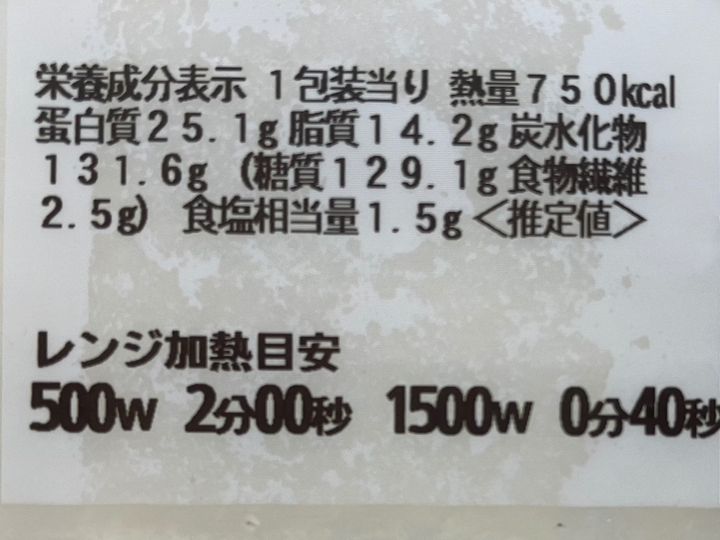 栄養成分表示 1包装当り 熱量750kcal
蛋白質25.1g 脂質14.2g 炭水化物
131.6g (糖質129.1g 食物繊維
2.5g) 食塩相当量1.5g <推定値>
レンジ加熱目安
500W 2分00秒 1500W 0分40秒